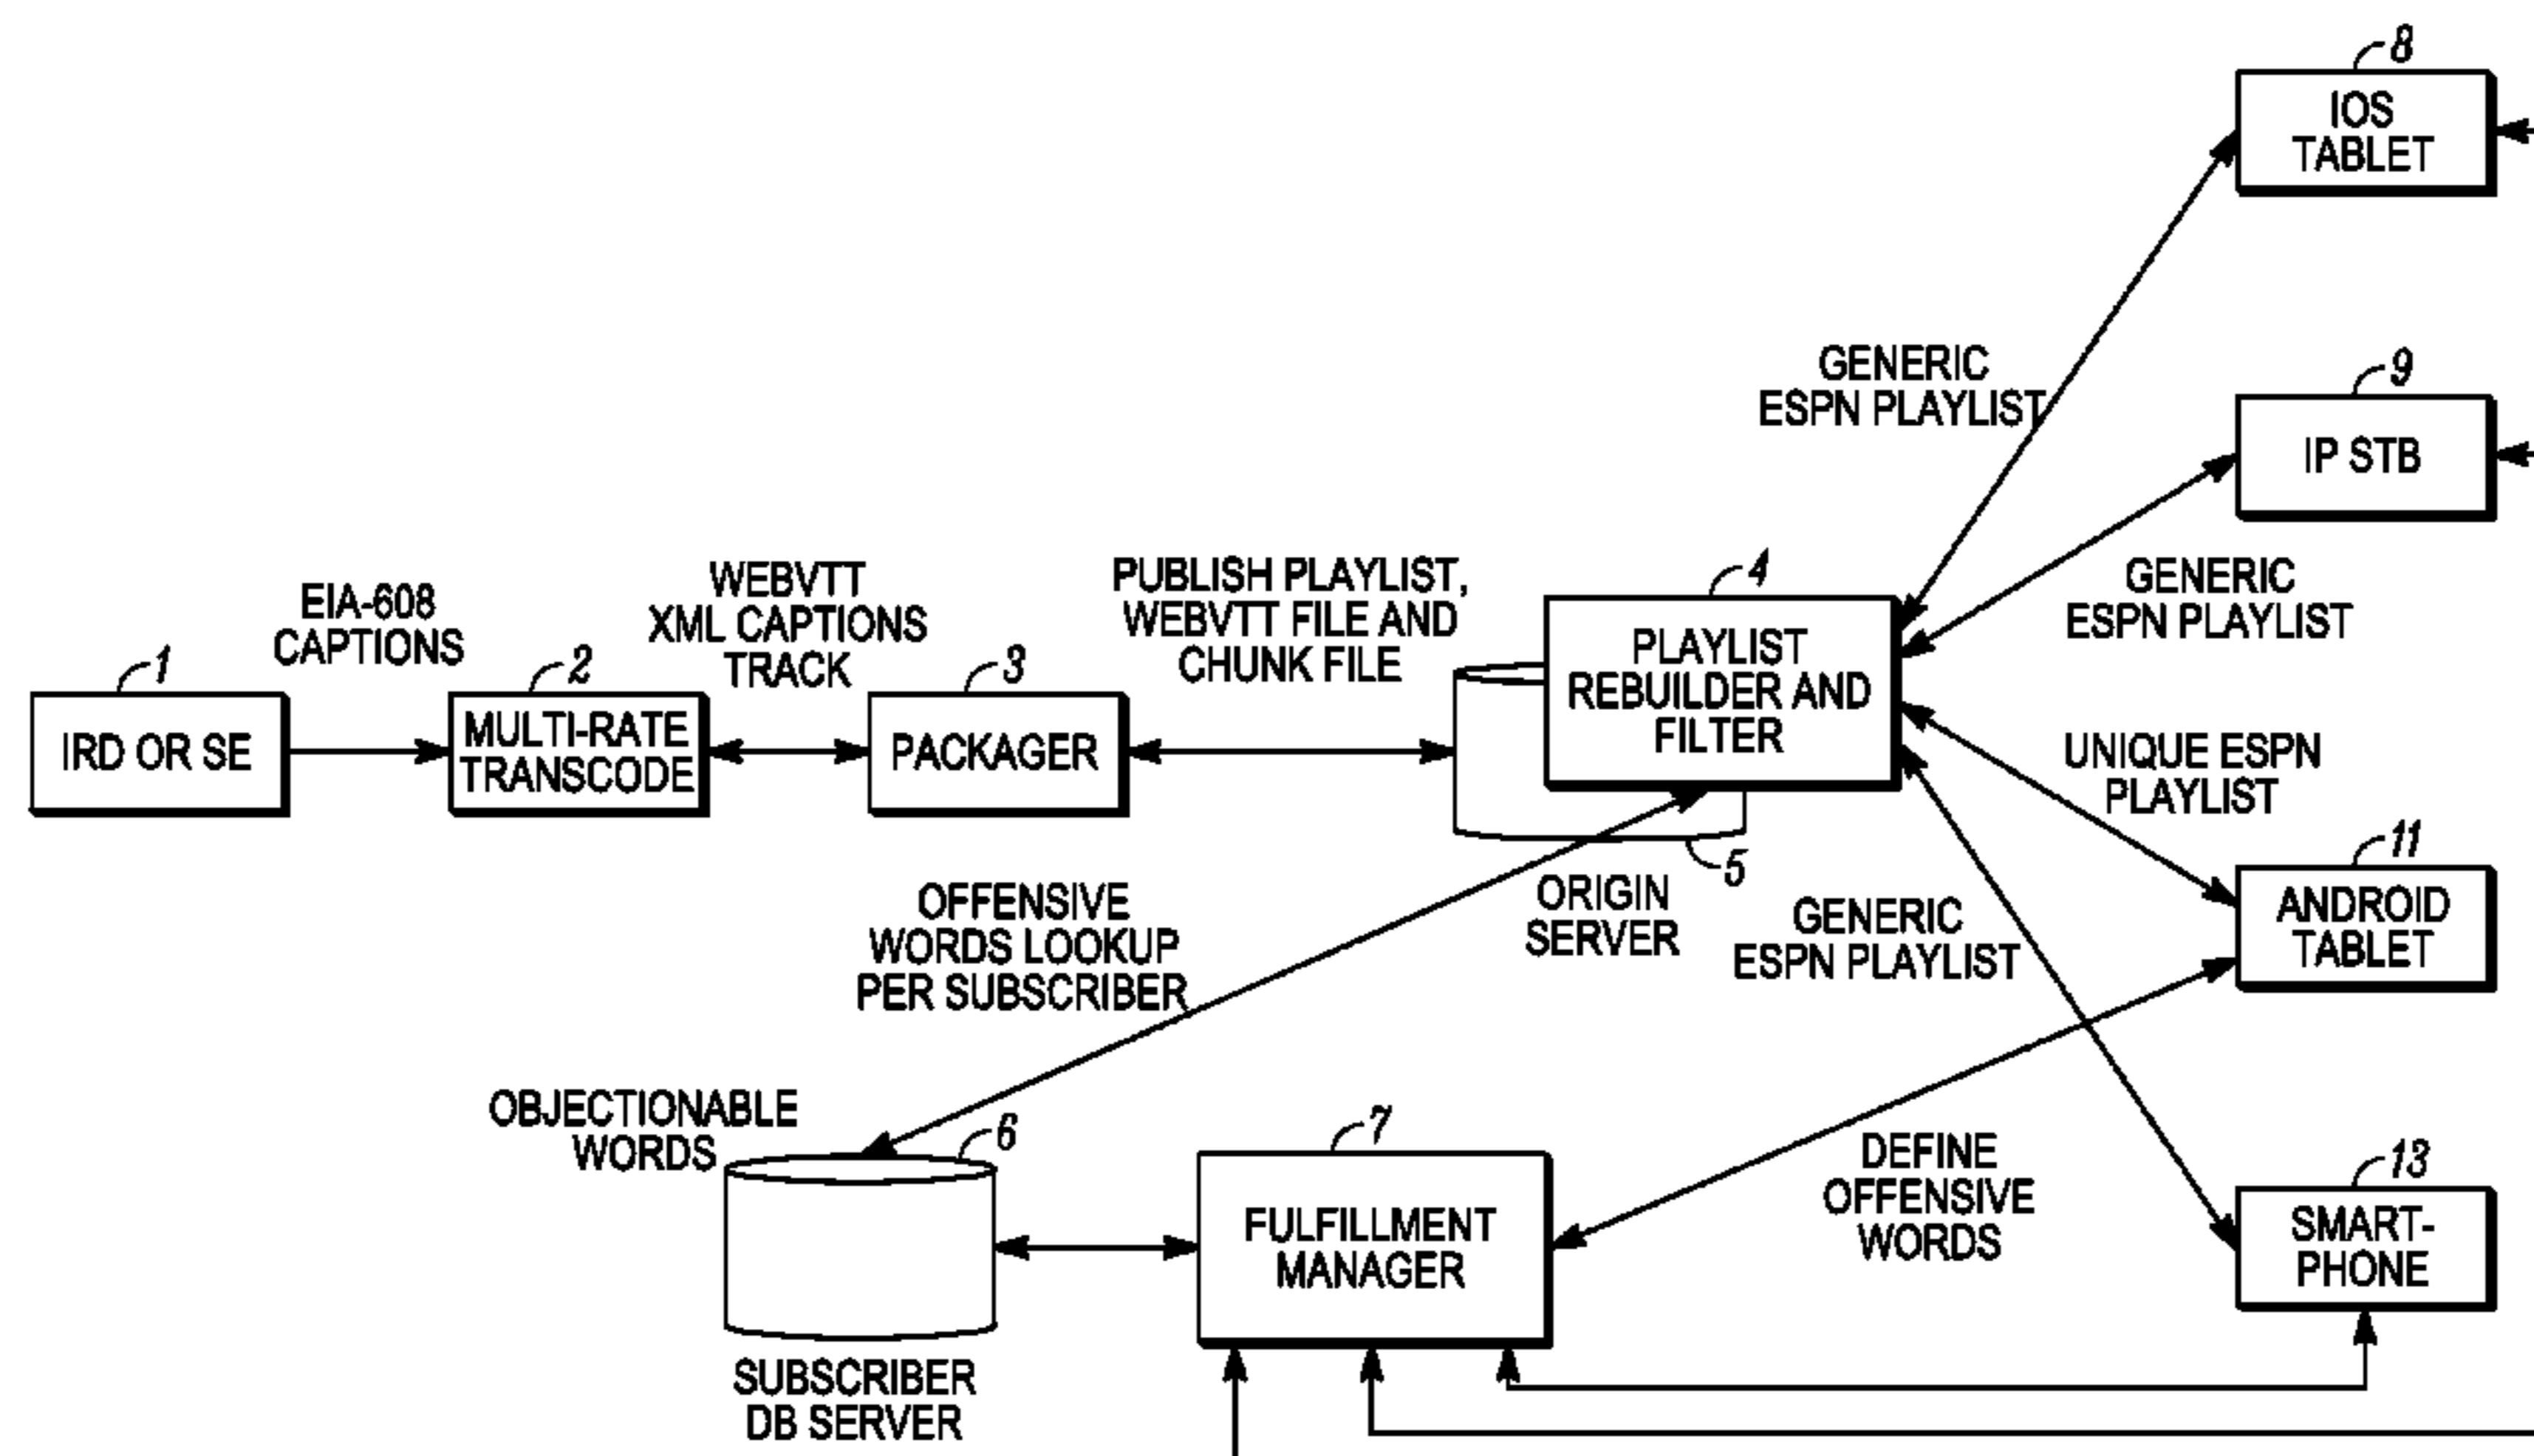 8
IOS
TABLET
GENERIC
ESPN PLAYLIST
9
IP STB
GENERIC
ESPN PLAYLIST
EIA-608
CAPTIONS
WEBVTT
XML CAPTIONS
TRACK
PUBLISH PLAYLIST,
WEBVTT FILE AND
CHUNK FILE
4
PLAYLIST
REBUILDER AND
FILTER
1
IRD OR SE
2
MULTI-RATE
TRANSCODE
3
PACKAGER
UNIQUE ESPN
PLAYLIST
5
ORIGIN
SERVER
11
ANDROID
TABLET
OFFENSIVE
WORDS LOOKUP
PER SUBSCRIBER
GENERIC
ESPN PLAYLIST
OBJECTIONABLE
WORDS
6
7
FULFILLMENT
MANAGER
DEFINE
OFFENSIVE
WORDS
13
SMART-
PHONE
SUBSCRIBER
DB SERVER